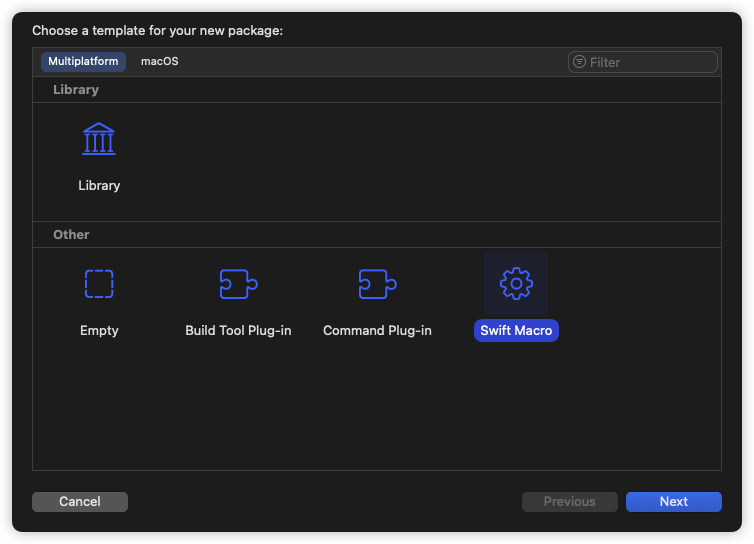 Choose a template for your new package:
Multiplatform macOS Filter
Library
Library
Other
Empty Build Tool Plug-in Command Plug-in Swift Macro
Cancel Previous Next